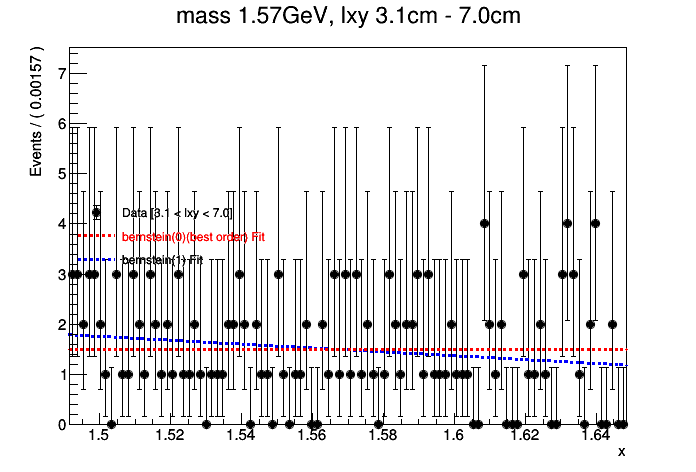 mass 1.57GeV, lxy 3.1cm - 7.0cm
Events / ( 0.00157 )
7
6
5
4
3
2
1
0
Data [3.1 < lxy < 7.0]
bernstein(0)(best order) Fit
bernstein(1) Fit
1.5 1.52 1.54 1.56 1.58 1.6 1.62 1.64
x